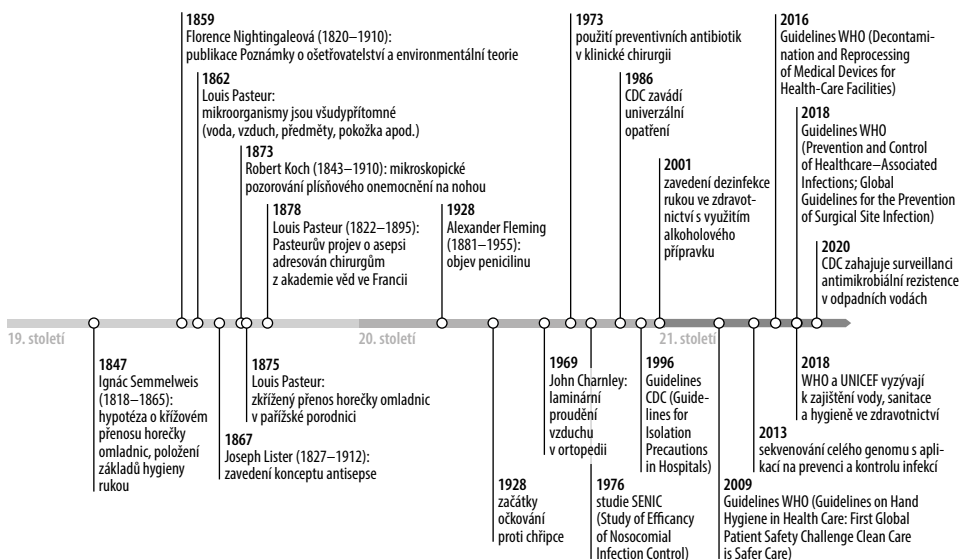 1859
Florence Nightingaleová (1820–1910):
publikace Poznámky o ošetřovatelství a environmentální teorie
1862
Louis Pasteur:
mikroorganismy jsou všudypřítomné
(voda, vzduch, předměty, pokožka apod.)
1873
Robert Koch (1843–1910): mikroskopické
pozorování plísňového onemocnění na nohou
1878
Louis Pasteur (1822–1895):
Pasteurův projev o asepsi
adresován chirurgům
z akademie věd ve Francii
1928
Alexander Fleming
(1881–1955):
objev penicilinu
1973
použití preventivních antibiotik
v klinické chirurgii
1986
CDC zavádí
univerzální
opatření
2001
zavedení dezinfekce
rukou ve zdravot-
nictví s využitím
alkoholového
přípravku
2016
Guidelines WHO (Decontami-
nation and Reprocessing
of Medical Devices for
Health-Care Facilities)
2018
Guidelines WHO
(Prevention and Control
of Healthcare–Associated
Infections; Global
Guidelines for the Prevention
of Surgical Site Infection)
2020
CDC zahajuje surveillanci
antimikrobiální rezistence
v odpadních vodách
19. století
20. století
21. století
1847
Ignác Semmelweis
(1818–1865):
hypotéza o křížovém
přenosu horečky
omladnic, položení
základů hygieny
rukou
1875
Louis Pasteur:
zkřížený přenos horečky omladnic
v pařížské porodnici
1867
Joseph Lister (1827–1912):
zavedení konceptu antisepse
1928
začátky
očkování
proti chřipce
1969
John Charnley:
laminární
proudění
vzduchu
v ortopedii
1976
studie SENIC
(Study of Efficancy
of Nosocomial
Infection Control)
1996
Guidelines
CDC (Guide-
lines for
Isolation
Precautions
in Hospitals)
2018
WHO a UNICEF vyzývají
k zajištění vody, sanitace
a hygieně ve zdravotnictví
2013
sekvenování celého genomu s apli-
kací na prevenci a kontrolu infekcí
2009
Guidelines WHO (Guidelines on Hand
Hygiene in Health Care: First Global
Patient Safety Challenge Clean Care
is Safer Care)